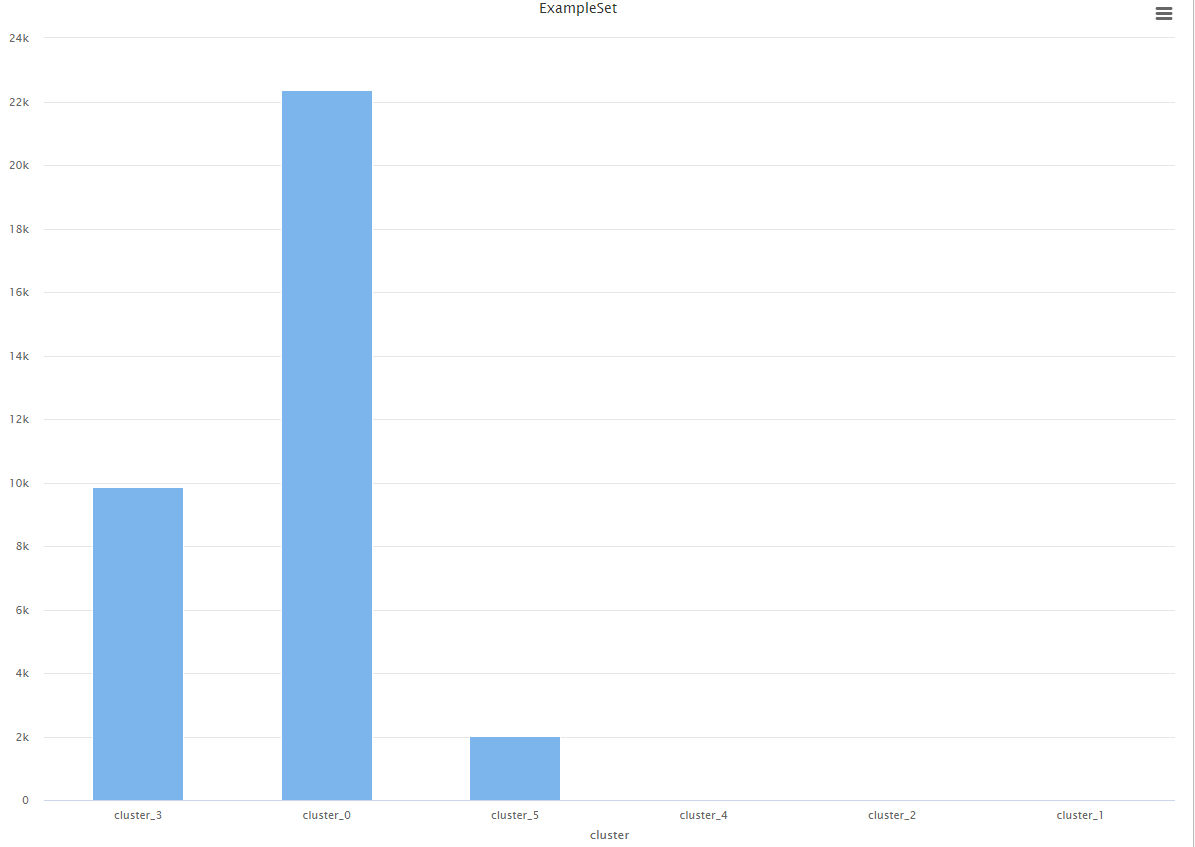 ExampleSet
24k
22k
20k
18k
16k
14k
12k
10k
8k
6k
4k
2k
0
cluster_3 cluster_0 cluster_5 cluster_4 cluster_2 cluster_1
cluster